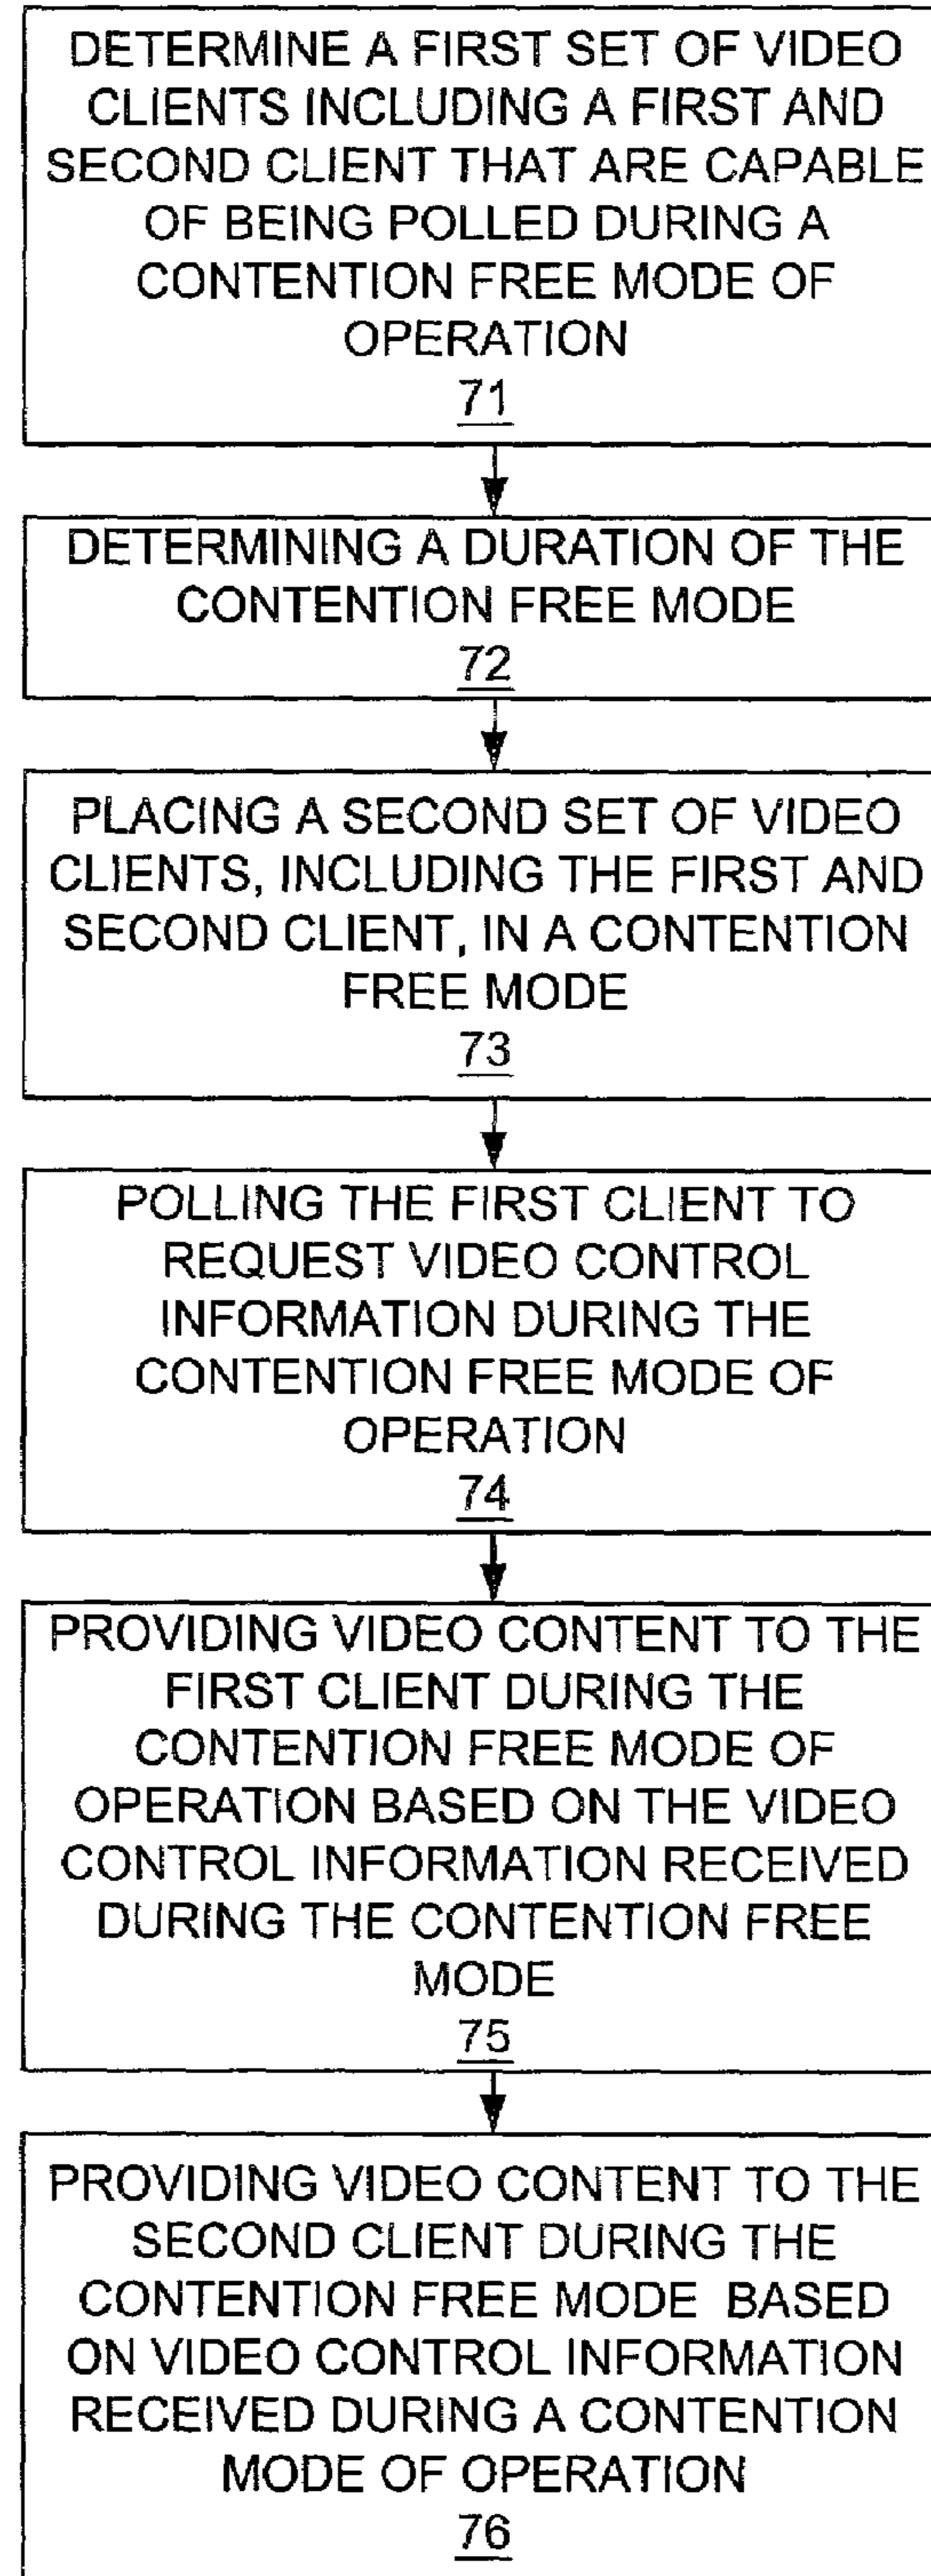 DETERMINE A FIRST SET OF VIDEO
CLIENTS INCLUDING A FIRST AND
SECOND CLIENT THAT ARE CAPABLE
OF BEING POLLED DURING A
CONTENTION FREE MODE OF
OPERATION
71
DETERMINING A DURATION OF THE
CONTENTION FREE MODE
72
PLACING A SECOND SET OF VIDEO
CLIENTS, INCLUDING THE FIRST AND
SECOND CLIENT, IN A CONTENTION
FREE MODE
73
POLLING THE FIRST CLIENT TO
REQUEST VIDEO CONTROL
INFORMATION DURING THE
CONTENTION FREE MODE OF
OPERATION
74
PROVIDING VIDEO CONTENT TO THE
FIRST CLIENT DURING THE
CONTENTION FREE MODE OF
OPERATION BASED ON THE VIDEO
CONTROL INFORMATION RECEIVED
DURING THE CONTENTION FREE
MODE
75
PROVIDING VIDEO CONTENT TO THE
SECOND CLIENT DURING THE
CONTENTION FREE MODE BASED
ON VIDEO CONTROL INFORMATION
RECEIVED DURING A CONTENTION
MODE OF OPERATION
76